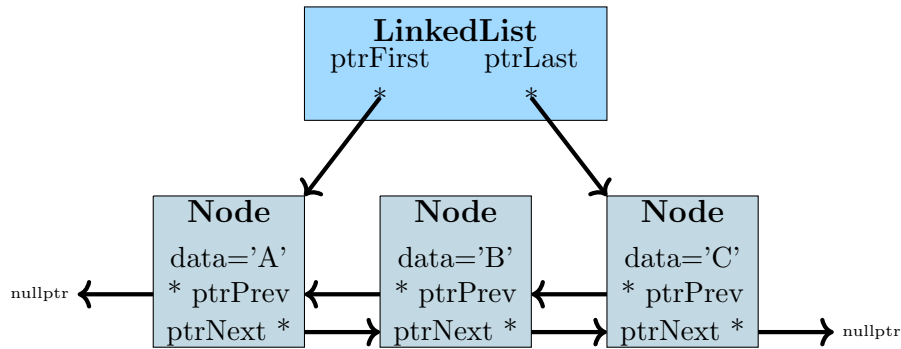 LinkedList
ptrFirst ptrLast
* *
Node Node Node
data='A' data='B' data='C'
nullptr * ptrPrev * ptrPrev * ptrPrev
ptrNext * ptrNext * ptrNext * nullptr